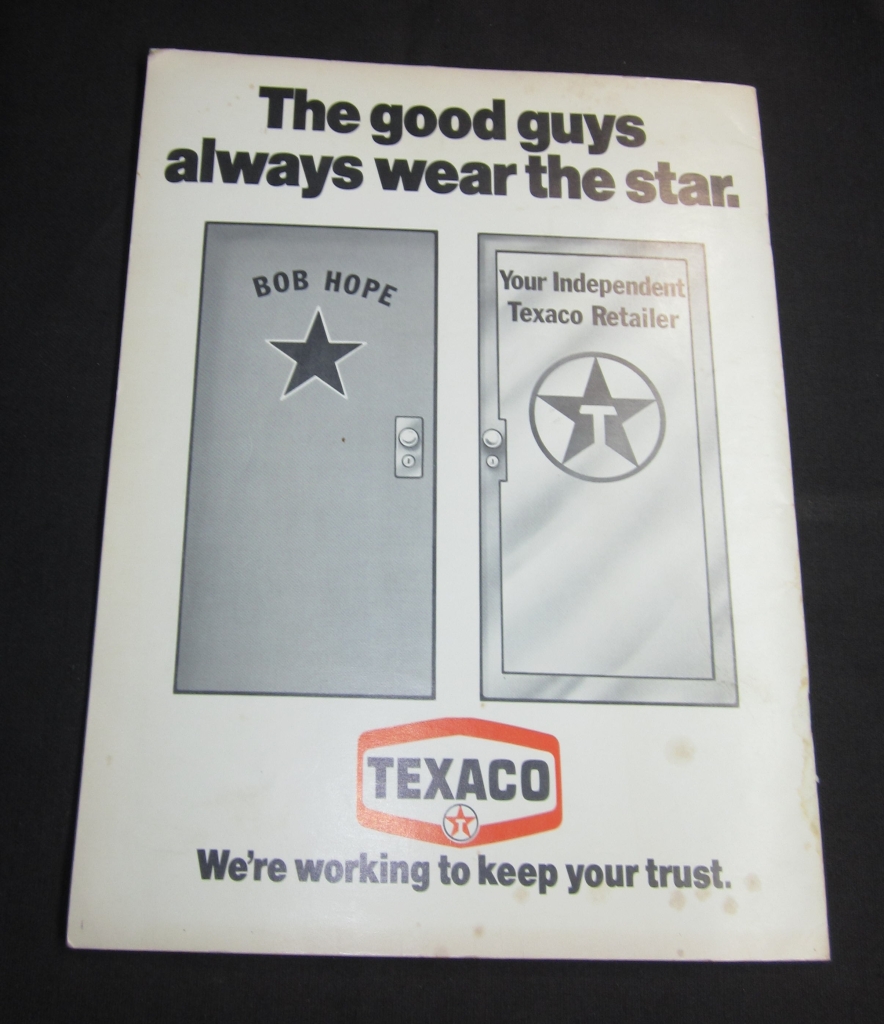 The good guys
always wear the star.
BOB HOPE
Your Independent
Texaco Retailer
T
TEXACO
T
We're working to keep your trust.